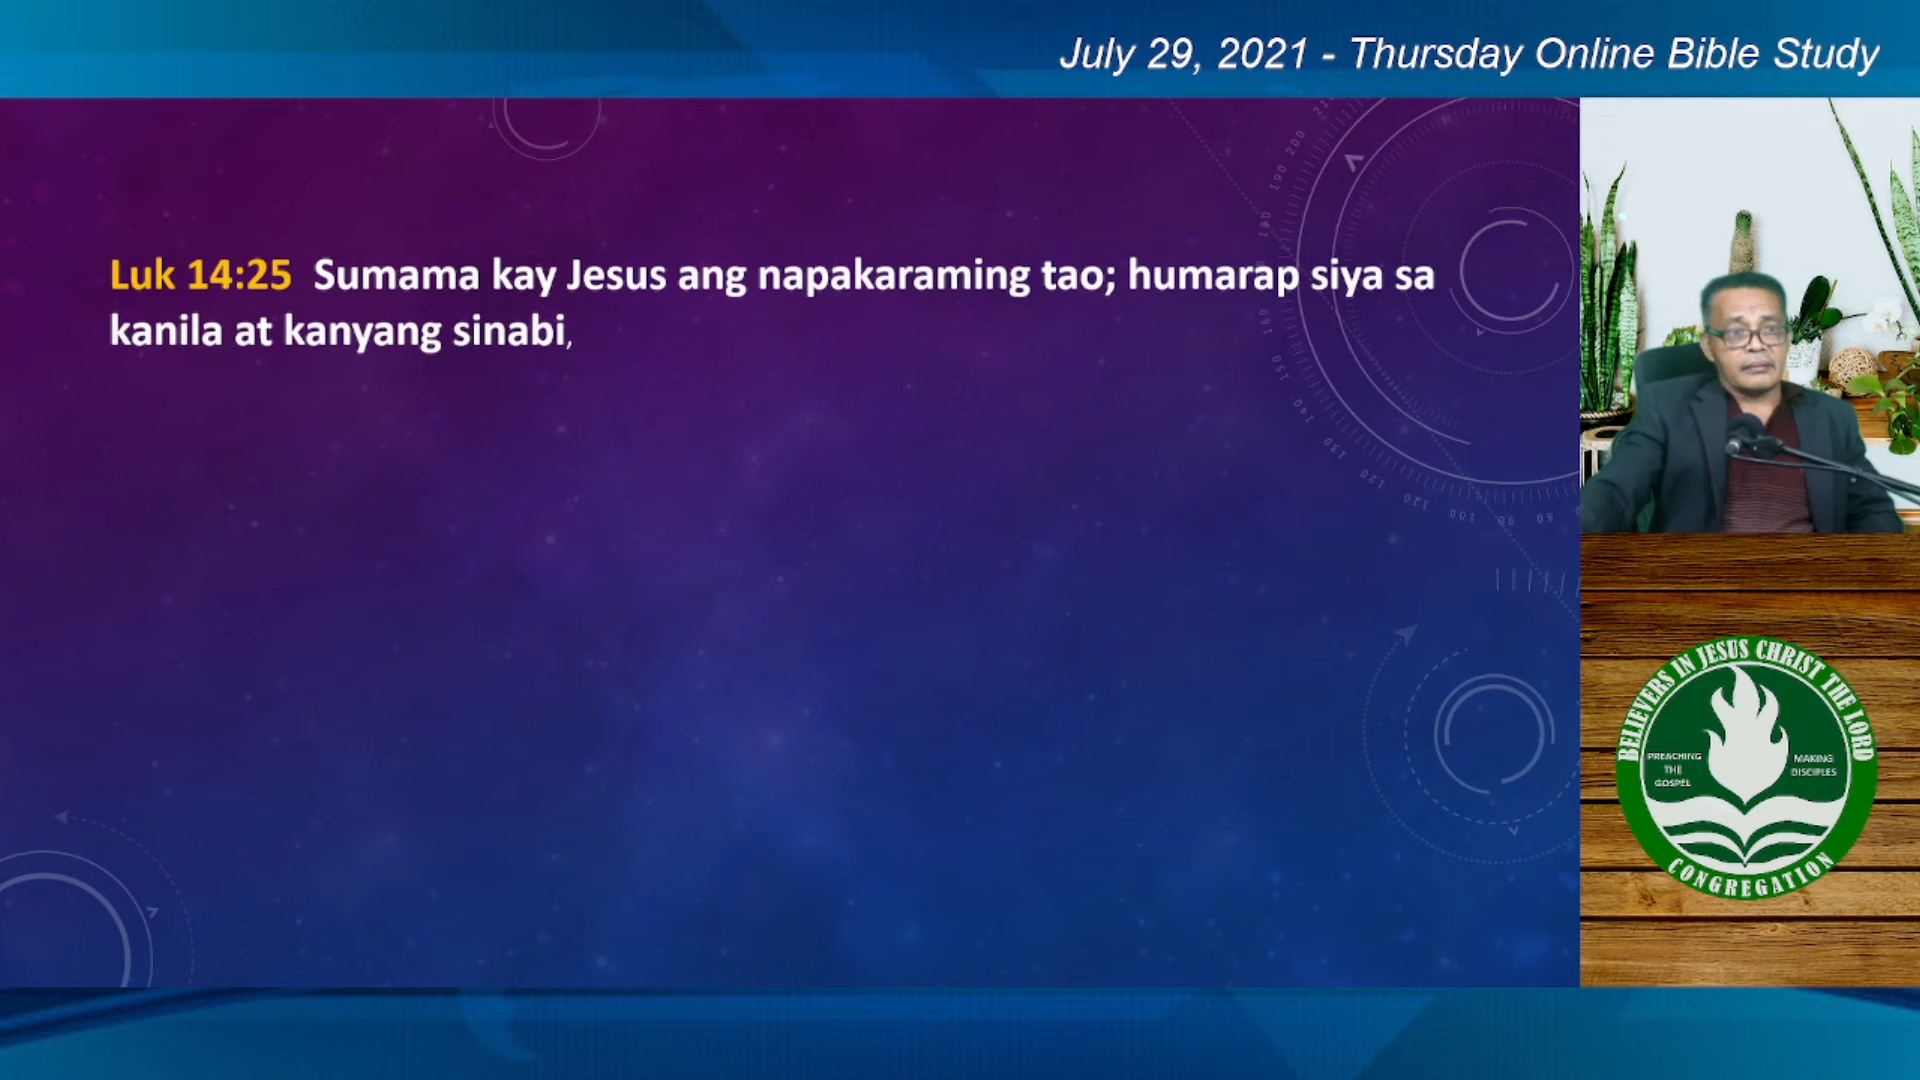 July 29, 2021 - Thursday Online Bible Study
Luk 14:25 Sumama kay Jesus ang napakaraming tao; humarap siya sa
kanila at kanyang sinabi,
BELIEVERS IN JESUS CHRIST THE LORD
PREACHING
THE
GOSPEL
MAKING
DISCIPLES
CONGREGATION